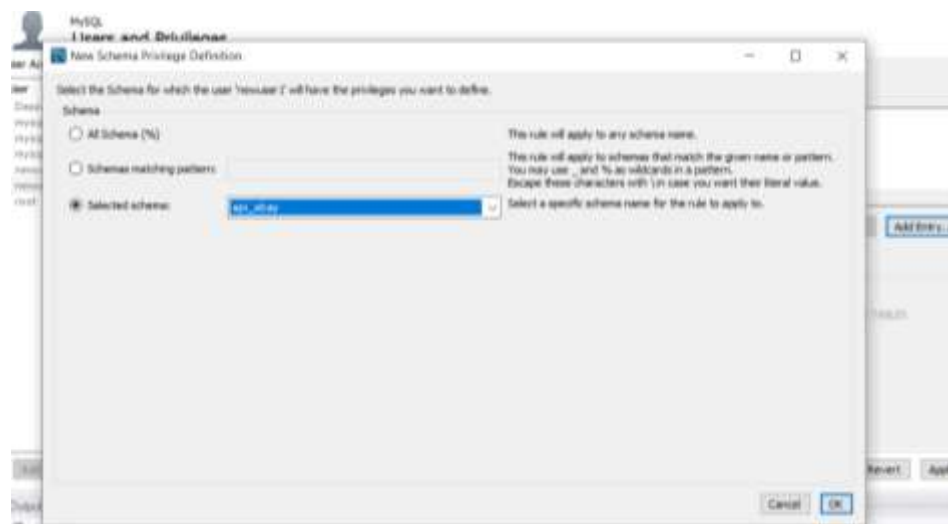 MySQL
Users and Privileges
New Schema Privilege Definition
Select the Schema for which the user 'newuser1' will have the privileges you want to define.
Schema
All Schema (%)
This rule will apply to any schema name.
Schemas matching pattern:
This rule will apply to schemas that match the given name or pattern.
You may use _ and % as wildcards in a pattern.
Escape these characters with \ in case you want their literal value.
Selected schema:
Select a specific schema name for the rule to apply to.
Add Entry...
root
Revert
Cancel
OK